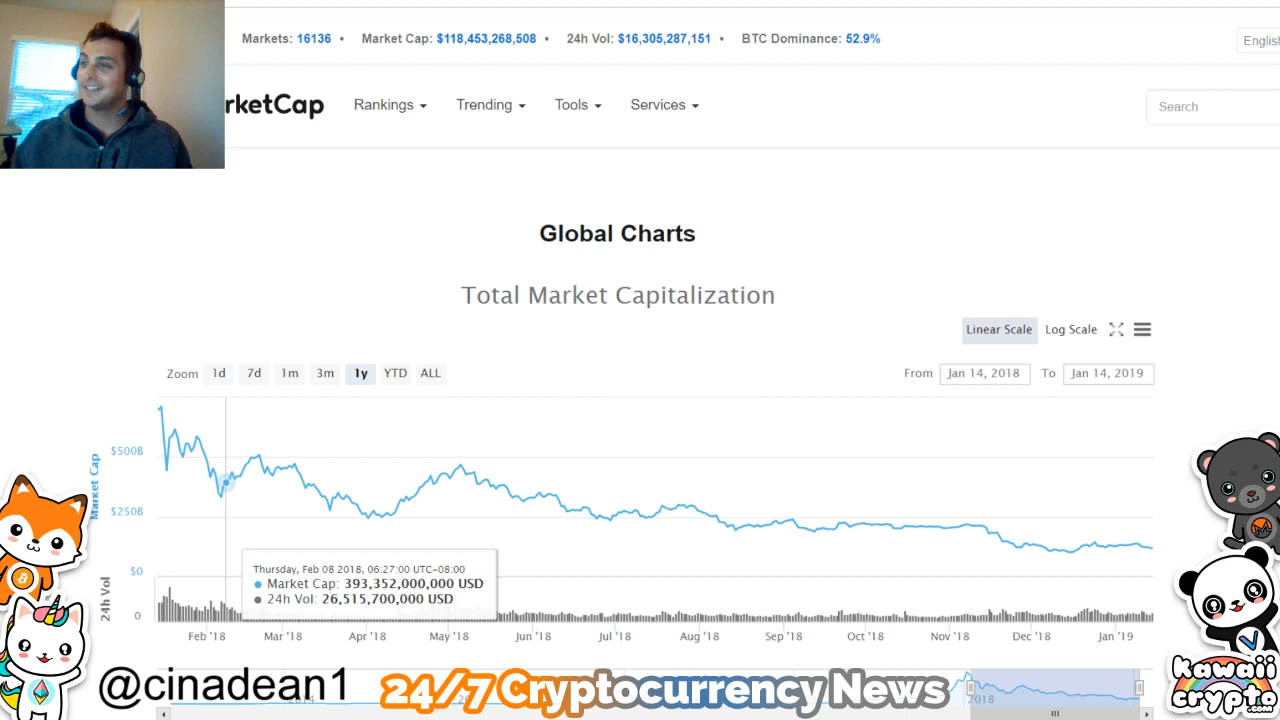 Markets: 16136 • Market Cap: $118,453,268,508 • 24h Vol: $16,305,287,151 • BTC Dominance: 52.9%
English
rketCap Rankings Trending Tools Services
Search
Global Charts
Total Market Capitalization
Linear Scale Log Scale
Zoom 1d 7d 1m 3m 1y YTD ALL From Jan 14, 2018 To Jan 14, 2019
Market Cap
$500B
$250B
$0
24h Vol
0
Thursday, Feb 08 2018, 06:27:00 UTC-08:00
Market Cap: 393,352,000,000 USD
24h Vol: 26,515,700,000 USD
Feb '18 Mar '18 Apr '18 May '18 Jun '18 Jul '18 Aug '18 Sep '18 Oct '18 Nov '18 Dec '18 Jan '19
2014 2018
@cinadean1
24/7 Cryptocurrency News
kawaii
crypto
.com